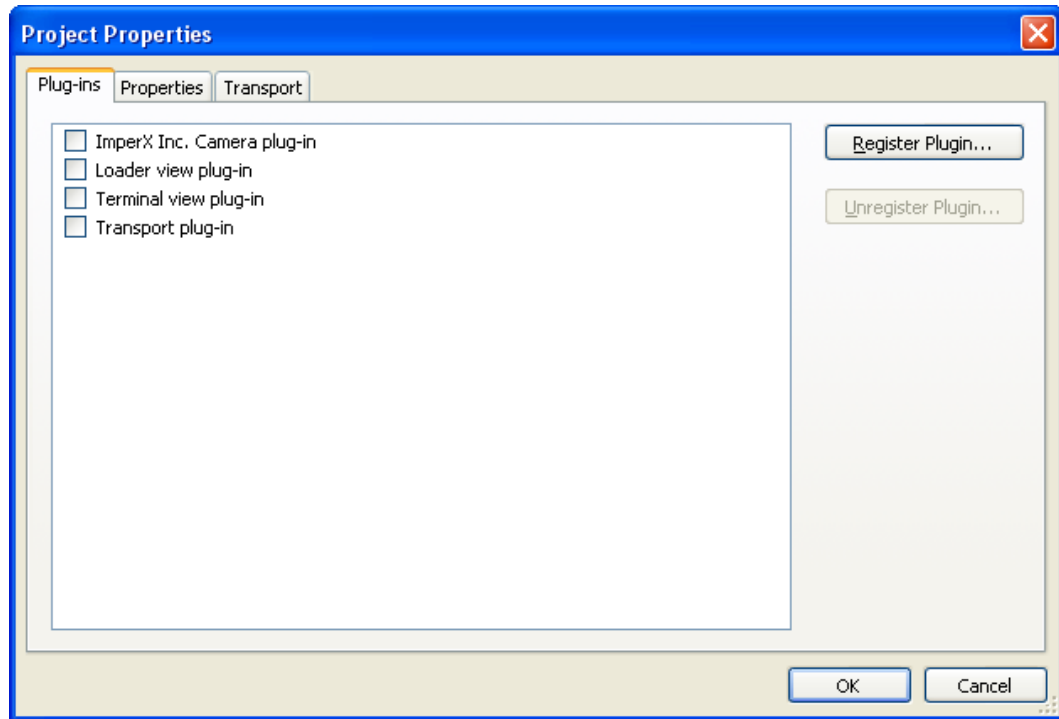 Project Properties
Plug-ins Properties Transport
ImperX Inc. Camera plug-in
Loader view plug-in
Terminal view plug-in
Transport plug-in
Register Plugin...
Unregister Plugin...
OK Cancel